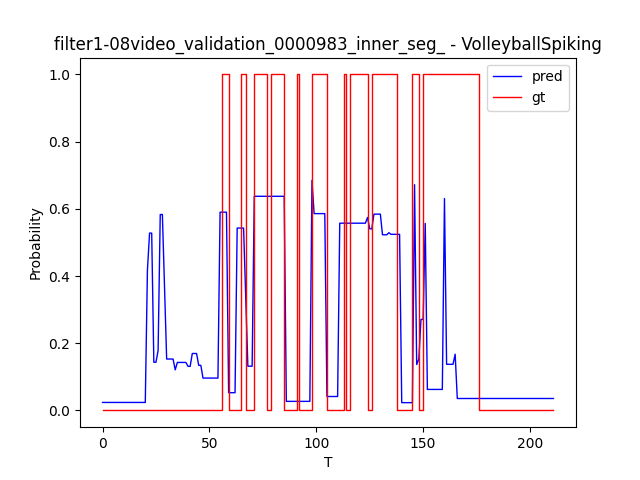 filter1-08video_validation_0000983_inner_seg_ - VolleyballSpiking
pred
gt
Probability
1.0
0.8
0.6
0.4
0.2
0.0
0 50 100 150 200
T